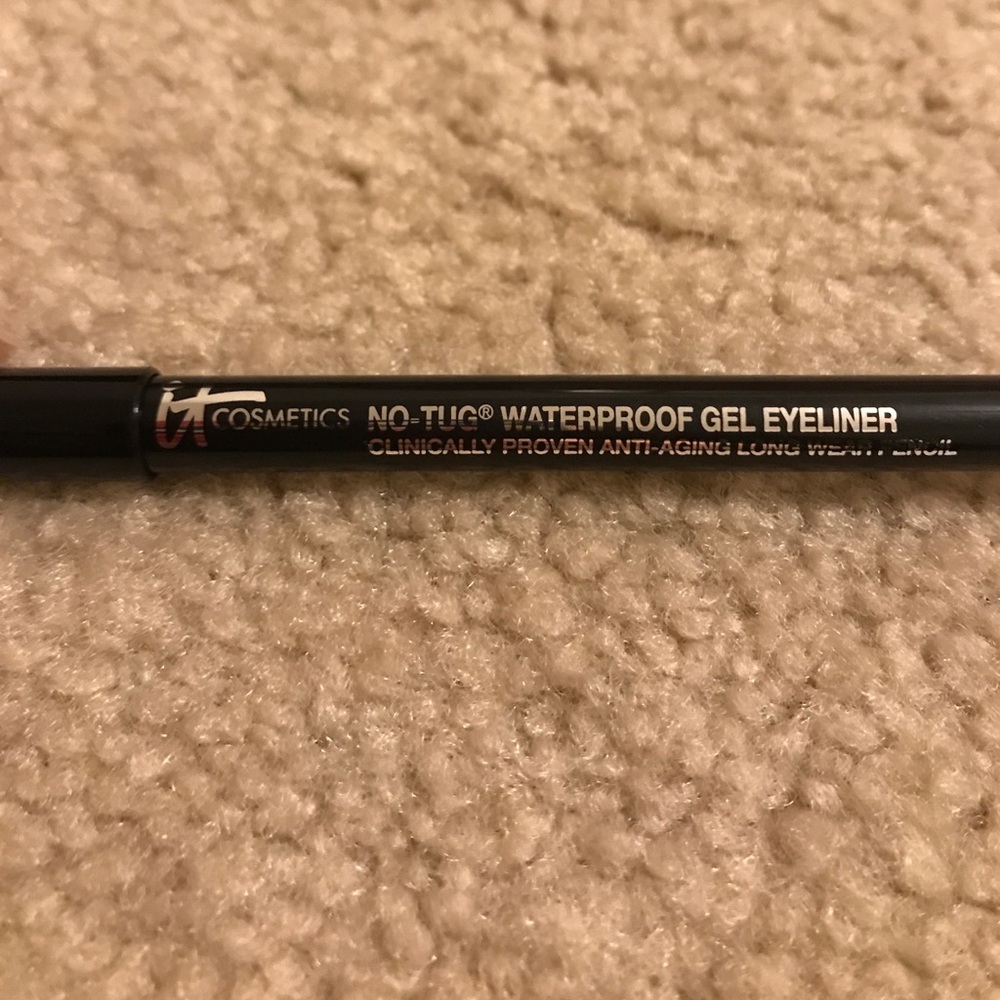 it COSMETICS NO-TUG® WATERPROOF GEL EYELINER
CLINICALLY PROVEN ANTI-AGING LONG WEAR PENCIL